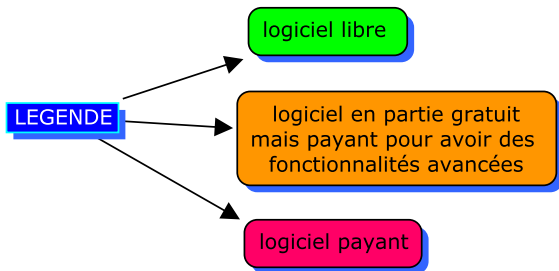 LEGENDE
logiciel libre
logiciel en partie gratuit
mais payant pour avoir des
fonctionnalités avancées
logiciel payant